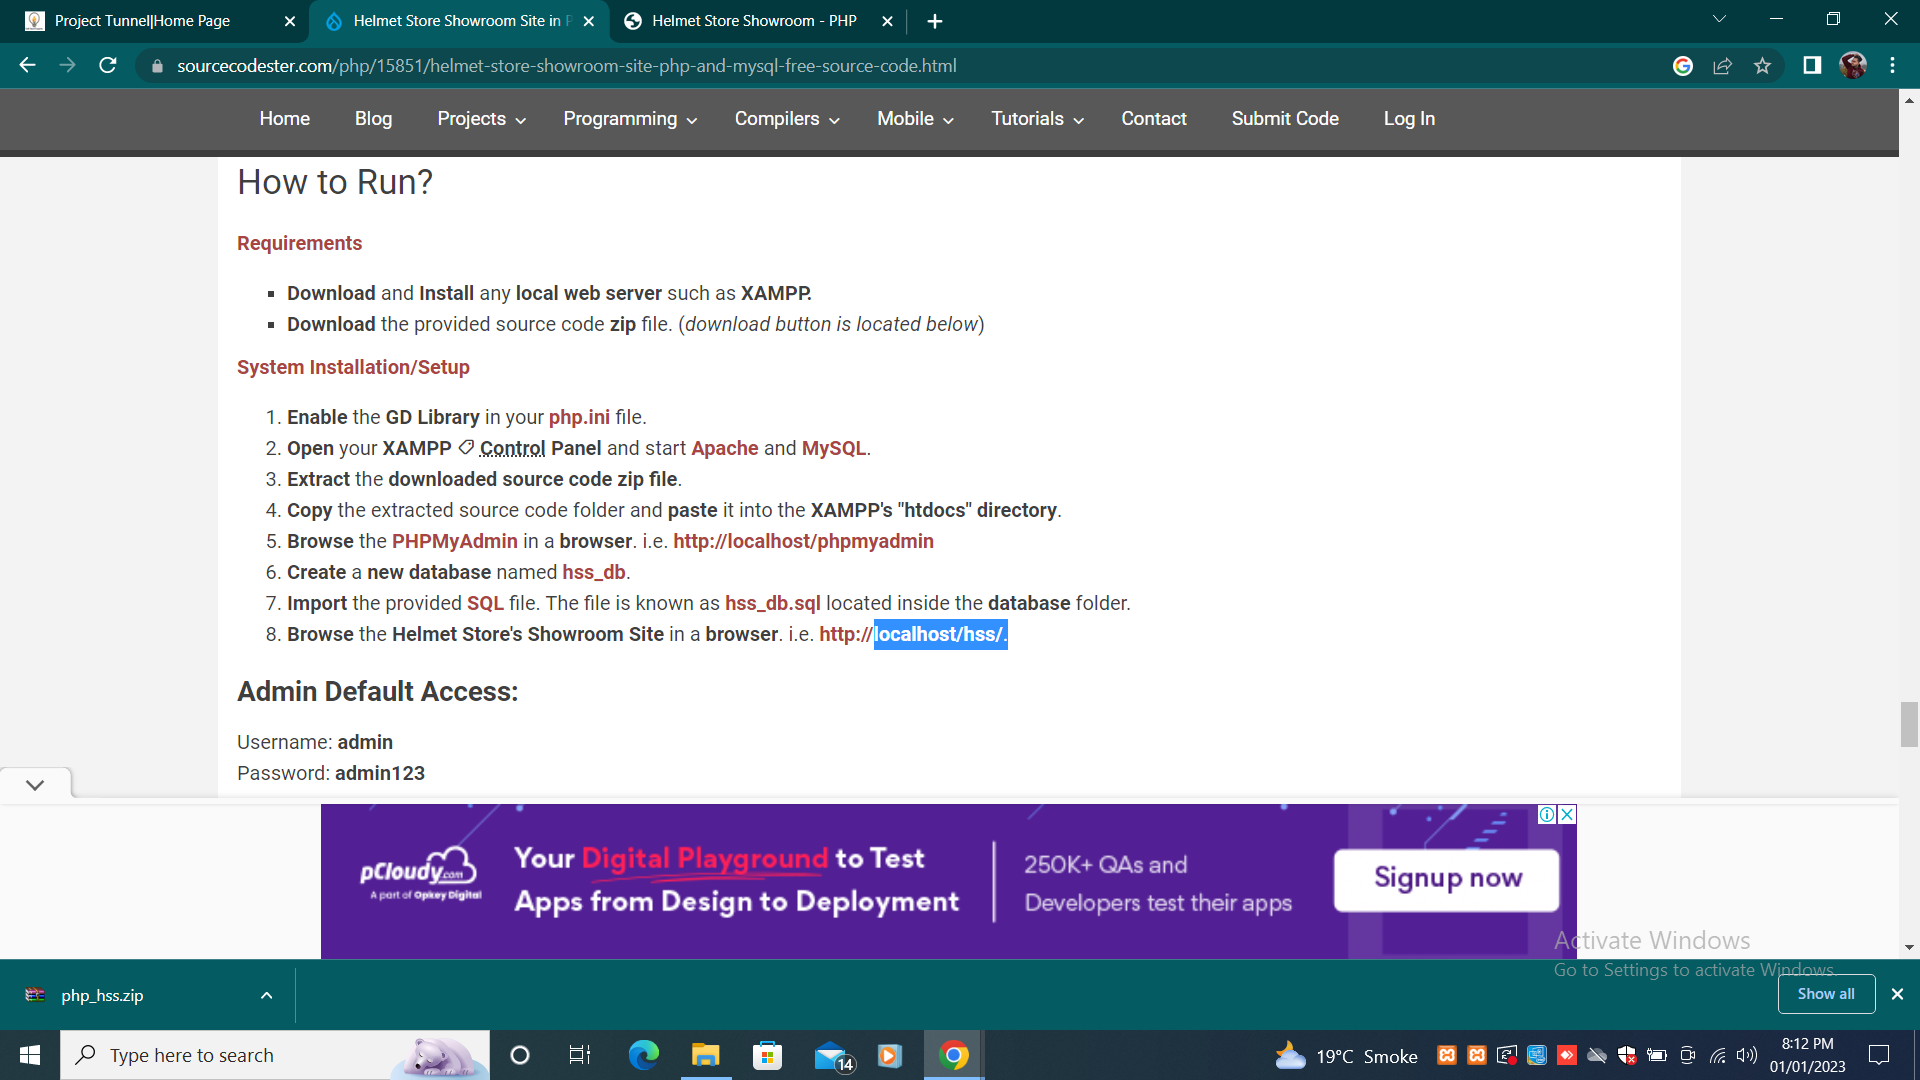 Project Tunnel|Home Page
Helmet Store Showroom Site in P
Helmet Store Showroom - PHP
sourcecodester.com/php/15851/helmet-store-showroom-site-php-and-mysql-free-source-code.html
Home Blog Projects Programming Compilers Mobile Tutorials Contact Submit Code Log In
How to Run?
Requirements
Download and Install any local web server such as XAMPP.
Download the provided source code zip file. (download button is located below)
System Installation/Setup
1. Enable the GD Library in your php.ini file.
2. Open your XAMPP Control Panel and start Apache and MySQL.
3. Extract the downloaded source code zip file.
4. Copy the extracted source code folder and paste it into the XAMPP's "htdocs" directory.
5. Browse the PHPMyAdmin in a browser. i.e. http://localhost/phpmyadmin
6. Create a new database named hss_db.
7. Import the provided SQL file. The file is known as hss_db.sql located inside the database folder.
8. Browse the Helmet Store's Showroom Site in a browser. i.e. http://localhost/hss/.
Admin Default Access:
Username: admin
Password: admin123
pCloudy.com
A part of Opkey Digital
Your Digital Playground to Test
Apps from Design to Deployment
250K+ QAs and
Developers test their apps
Signup now
Activate Windows
Go to Settings to activate Windows.
php_hss.zip
Show all
Type here to search
14
19°C Smoke
8:12 PM
01/01/2023